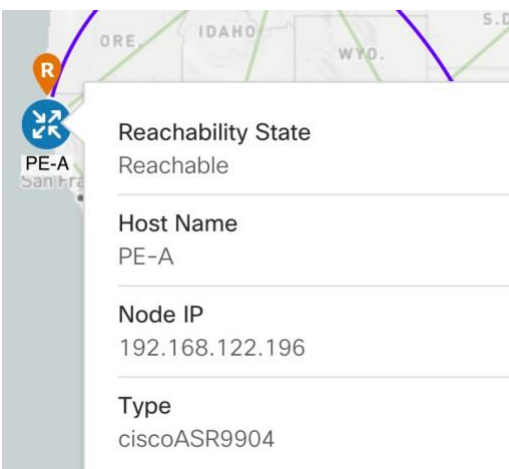 ORE.
IDAHO
WYO.
S.D
R
PE-A
San Fra
Reachability State
Reachable
Host Name
PE-A
Node IP
192.168.122.196
Type
ciscoASR9904